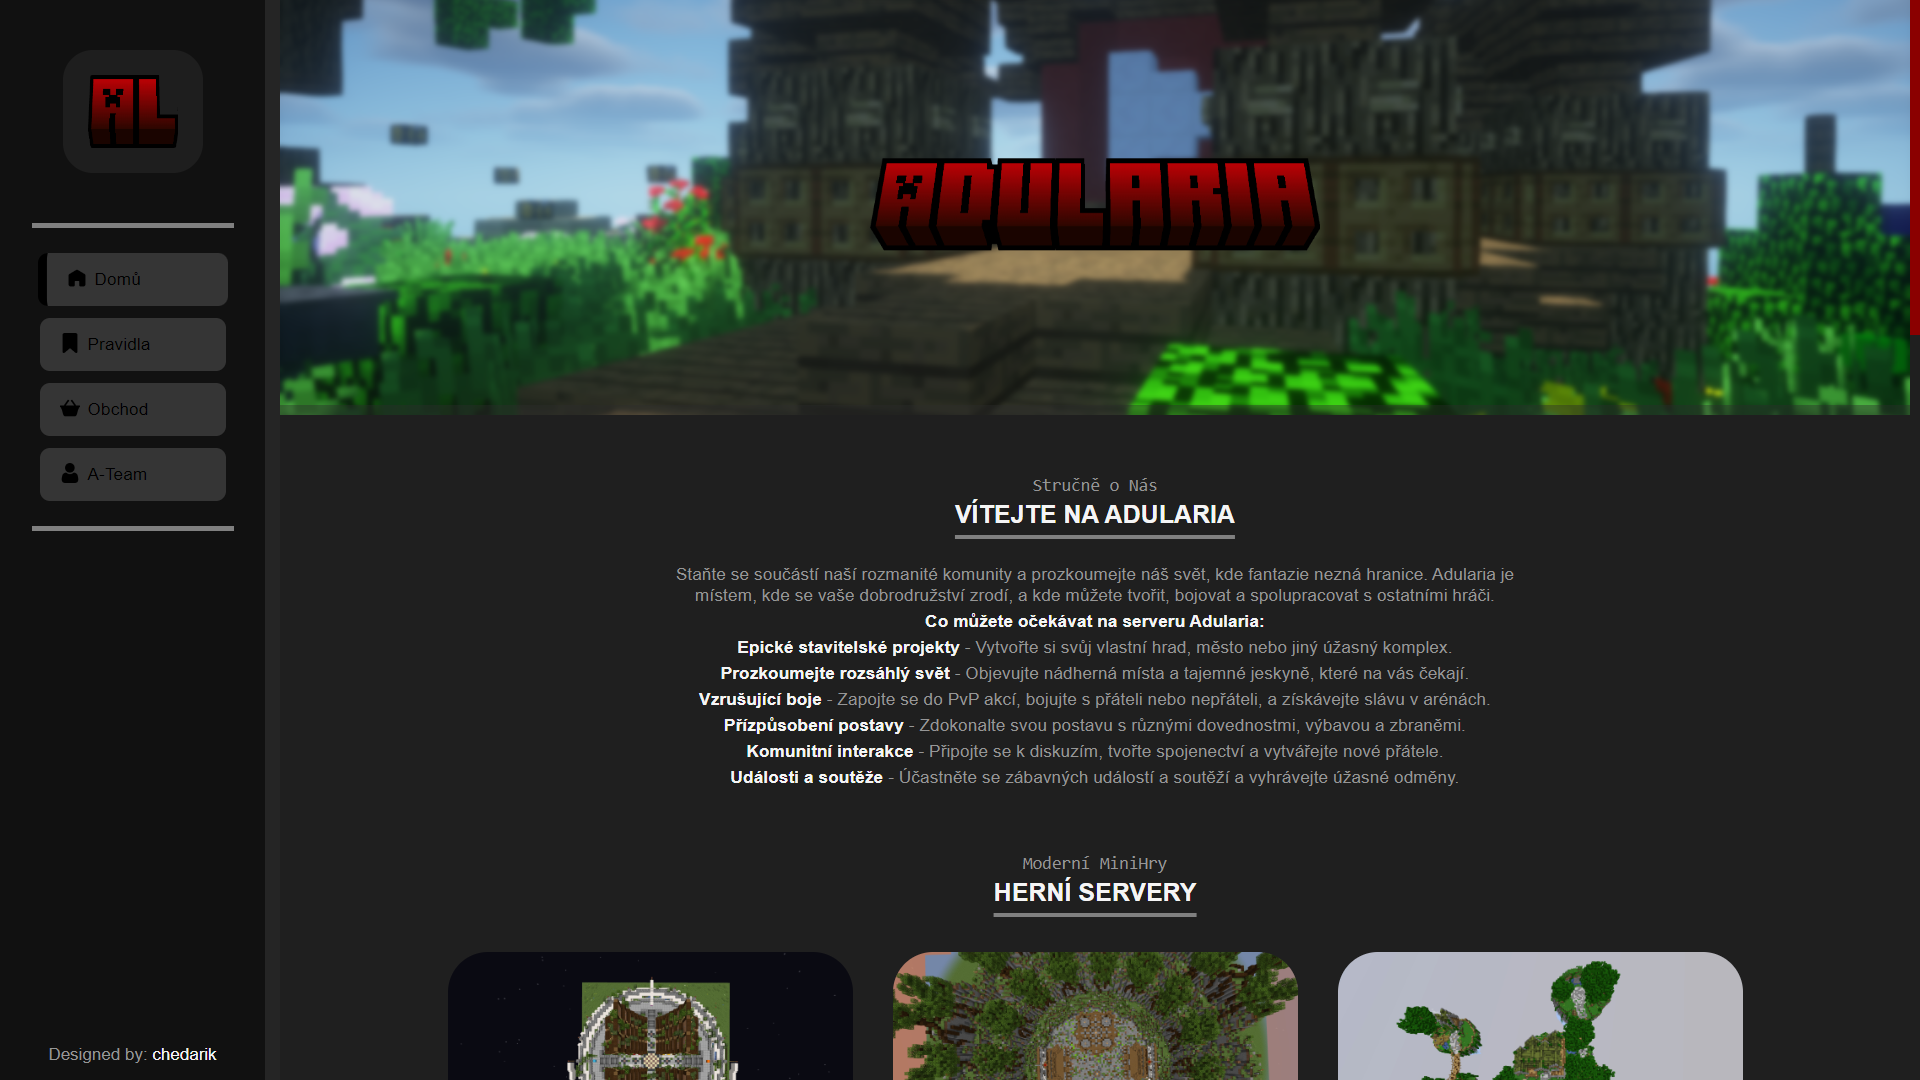 AL
Domů
Pravidla
Obchod
A-Team
Designed by: chedarik
ADULARIA
Stručně o Nás
VÍTEJTE NA ADULARIA
Staňte se součástí naší rozmanité komunity a prozkoumejte náš svět, kde fantazie nezná hranice. Adularia je
místem, kde se vaše dobrodružství zrodí, a kde můžete tvořit, bojovat a spolupracovat s ostatními hráči.
Co můžete očekávat na serveru Adularia:
Epické stavitelské projekty - Vytvořte si svůj vlastní hrad, město nebo jiný úžasný komplex.
Prozkoumejte rozsáhlý svět - Objevujte nádherná místa a tajemné jeskyně, které na vás čekají.
Vzrušující boje - Zapojte se do PvP akcí, bojujte s přáteli nebo nepřáteli, a získávejte slávu v arénách.
Přízpůsobení postavy - Zdokonalte svou postavu s různými dovednostmi, výbavou a zbraněmi.
Komunitní interakce - Připojte se k diskuzím, tvořte spojenectví a vytvářejte nové přátele.
Události a soutěže - Účastněte se zábavných událostí a soutěží a vyhrávejte úžasné odměny.
Moderní MiniHry
HERNÍ SERVERY